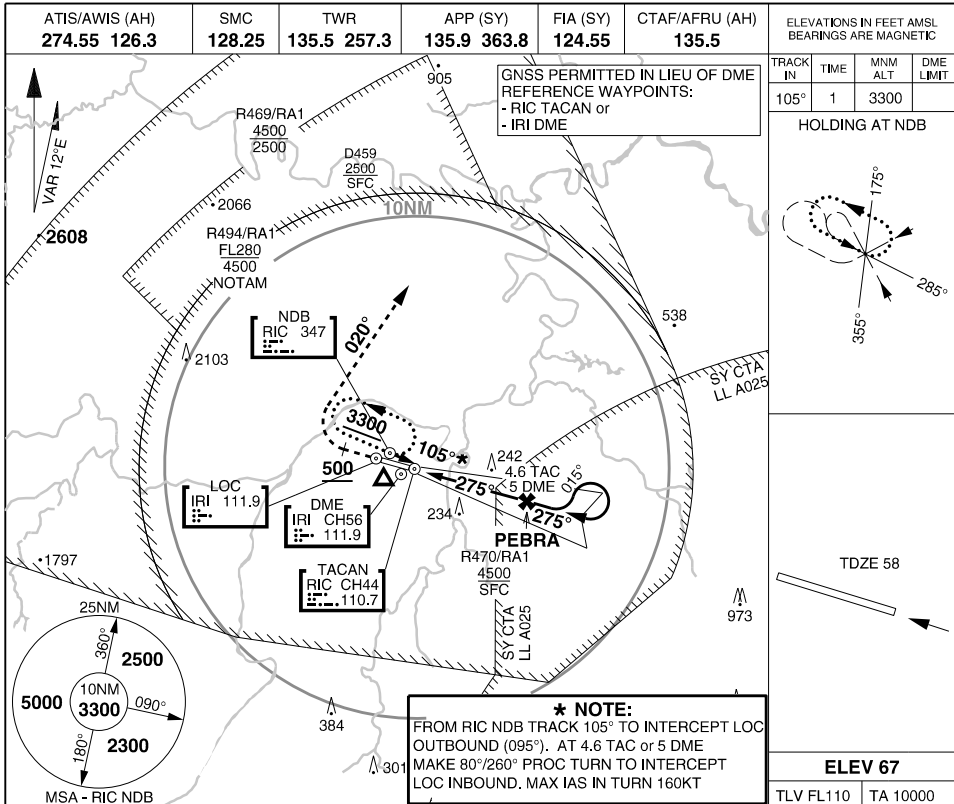 ATIS/AWIS (AH)
274.55 126.3
SMC
128.25
TWR
135.5 257.3
APP (SY)
135.9 363.8
FIA (SY)
124.55
CTAF/AFRU (AH)
135.5
ELEVATIONS IN FEET AMSL
BEARINGS ARE MAGNETIC
TRACK IN
TIME
MNM ALT
DME LIMIT
105°
1
3300
HOLDING AT NDB
175°
285°
355°
GNSS PERMITTED IN LIEU OF DME
REFERENCE WAYPOINTS:
- RIC TACAN or
- IRI DME
VAR 12°E
905
R469/RA1
4500
2500
D459
2500
SFC
2066
10NM
2608
R494/RA1
FL280
4500
NOTAM
NDB
RIC 347
020°
538
2103
SY CTA
LL A025
3300
105°*
242
4.6 TAC
5 DME
015°
500
275°
275°
LOC
IRI 111.9
DME
IRI CH56
111.9
234
PEBRA
TACAN
RIC CH44
110.7
R470/RA1
4500
SFC
1797
SY CTA
LL A025
973
TDZE 58
25NM
360°
2500
5000
10NM
3300
090°
180°
2300
MSA - RIC NDB
384
301
* NOTE:
FROM RIC NDB TRACK 105° TO INTERCEPT LOC
OUTBOUND (095°). AT 4.6 TAC or 5 DME
MAKE 80°/260° PROC TURN TO INTERCEPT
LOC INBOUND. MAX IAS IN TURN 160KT
ELEV 67
TLV FL110
TA 10000